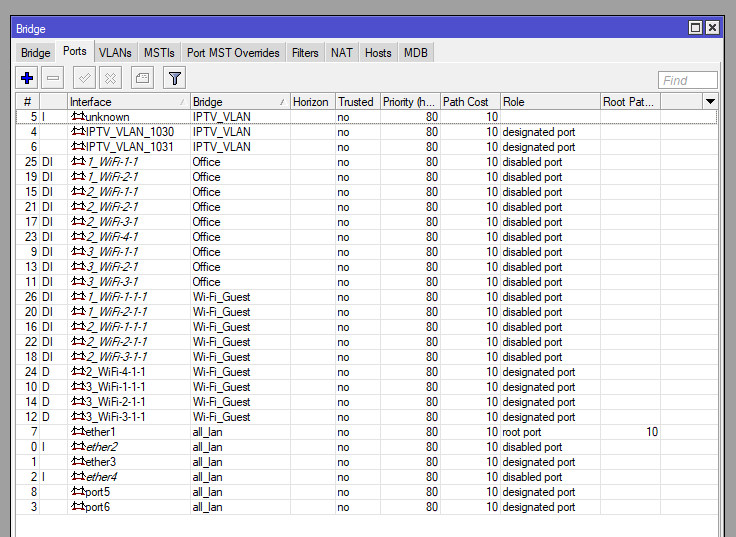 Bridge
Bridge Ports VLANs MSTIs Port MST Overrides Filters NAT Hosts MDB
Find
# Interface Bridge Horizon Trusted Priority (h... Path Cost Role Root Pat...
5 I unknown IPTV_VLAN no 80 10
4 IPTV_VLAN_1030 IPTV_VLAN no 80 10 designated port
6 IPTV_VLAN_1031 IPTV_VLAN no 80 10 designated port
25 DI 1_WiFi-1-1 Office no 80 10 disabled port
19 DI 1_WiFi-2-1 Office no 80 10 disabled port
15 DI 2_WiFi-1-1 Office no 80 10 disabled port
21 DI 2_WiFi-2-1 Office no 80 10 disabled port
17 DI 2_WiFi-3-1 Office no 80 10 disabled port
23 DI 2_WiFi-4-1 Office no 80 10 disabled port
9 DI 3_WiFi-1-1 Office no 80 10 disabled port
13 DI 3_WiFi-2-1 Office no 80 10 disabled port
11 DI 3_WiFi-3-1 Office no 80 10 disabled port
26 DI 1_WiFi-1-1-1 Wi-Fi_Guest no 80 10 disabled port
20 DI 1_WiFi-2-1-1 Wi-Fi_Guest no 80 10 disabled port
16 DI 2_WiFi-1-1-1 Wi-Fi_Guest no 80 10 disabled port
22 DI 2_WiFi-2-1-1 Wi-Fi_Guest no 80 10 disabled port
18 DI 2_WiFi-3-1-1 Wi-Fi_Guest no 80 10 disabled port
24 D 2_WiFi-4-1-1 Wi-Fi_Guest no 80 10 designated port
10 D 3_WiFi-1-1-1 Wi-Fi_Guest no 80 10 designated port
14 D 3_WiFi-2-1-1 Wi-Fi_Guest no 80 10 designated port
12 D 3_WiFi-3-1-1 Wi-Fi_Guest no 80 10 designated port
7 ether1 all_lan no 80 10 root port 10
0 I ether2 all_lan no 80 10 disabled port
1 ether3 all_lan no 80 10 designated port
2 I ether4 all_lan no 80 10 disabled port
8 port5 all_lan no 80 10 designated port
3 port6 all_lan no 80 10 designated port